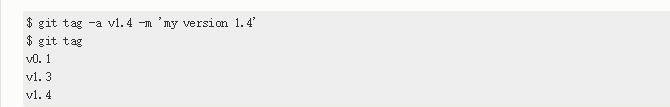 $ git tag -a v1.4 -m 'my version 1.4'
$ git tag
v0.1
v1.3
v1.4